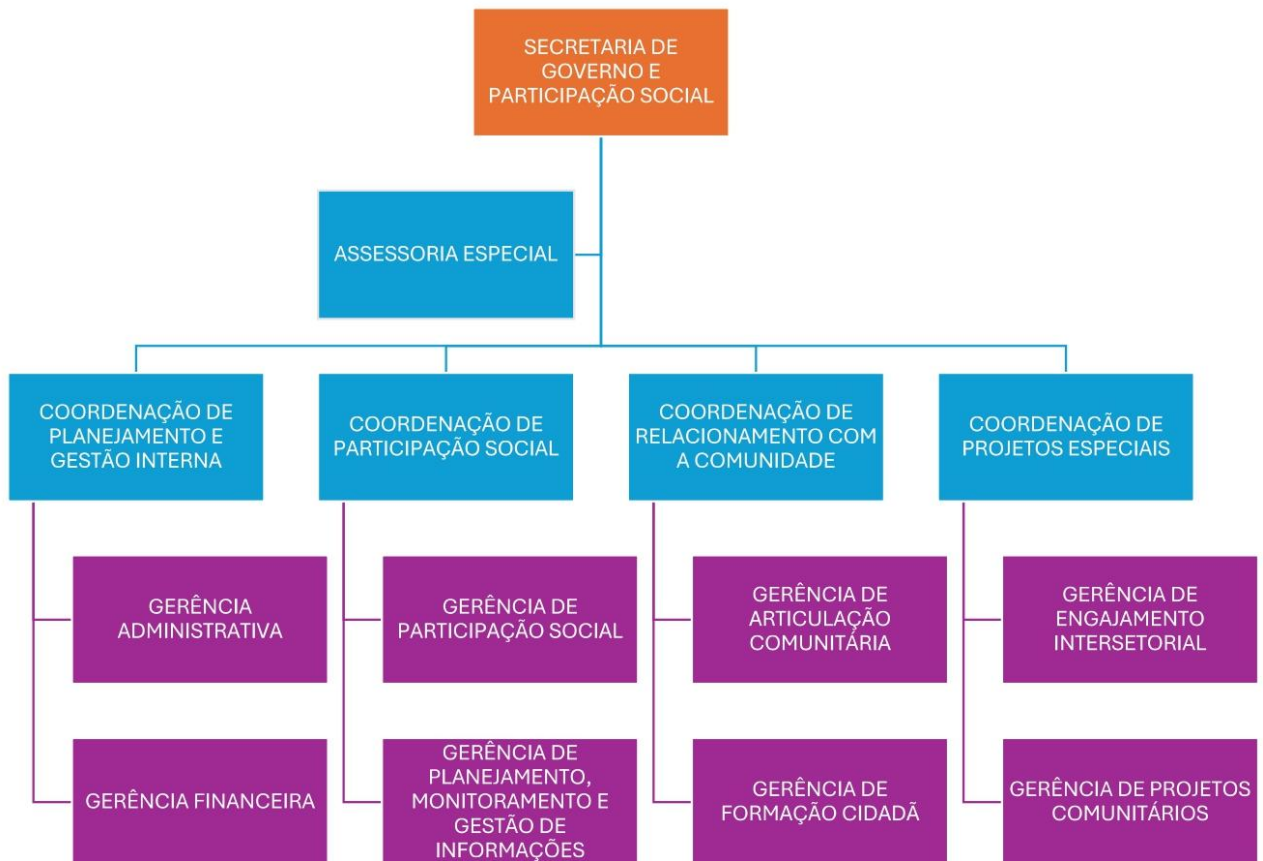 SECRETARIA DE
GOVERNO E
PARTICIPAÇÃO SOCIAL
ASSESSORIA ESPECIAL
COORDENAÇÃO DE
PLANEJAMENTO E
GESTÃO INTERNA
COORDENAÇÃO DE
PARTICIPAÇÃO SOCIAL
COORDENAÇÃO DE
RELACIONAMENTO COM
A COMUNIDADE
COORDENAÇÃO DE
PROJETOS ESPECIAIS
GERÊNCIA
ADMINISTRATIVA
GERÊNCIA DE
PARTICIPAÇÃO SOCIAL
GERÊNCIA DE
ARTICULAÇÃO
COMUNITÁRIA
GERÊNCIA DE
ENGAJAMENTO
INTERSETORIAL
GERÊNCIA FINANCEIRA
GERÊNCIA DE
PLANEJAMENTO,
MONITORAMENTO E
GESTÃO DE
INFORMAÇÕES
GERÊNCIA DE
FORMAÇÃO CIDADÃ
GERÊNCIA DE PROJETOS
COMUNITÁRIOS